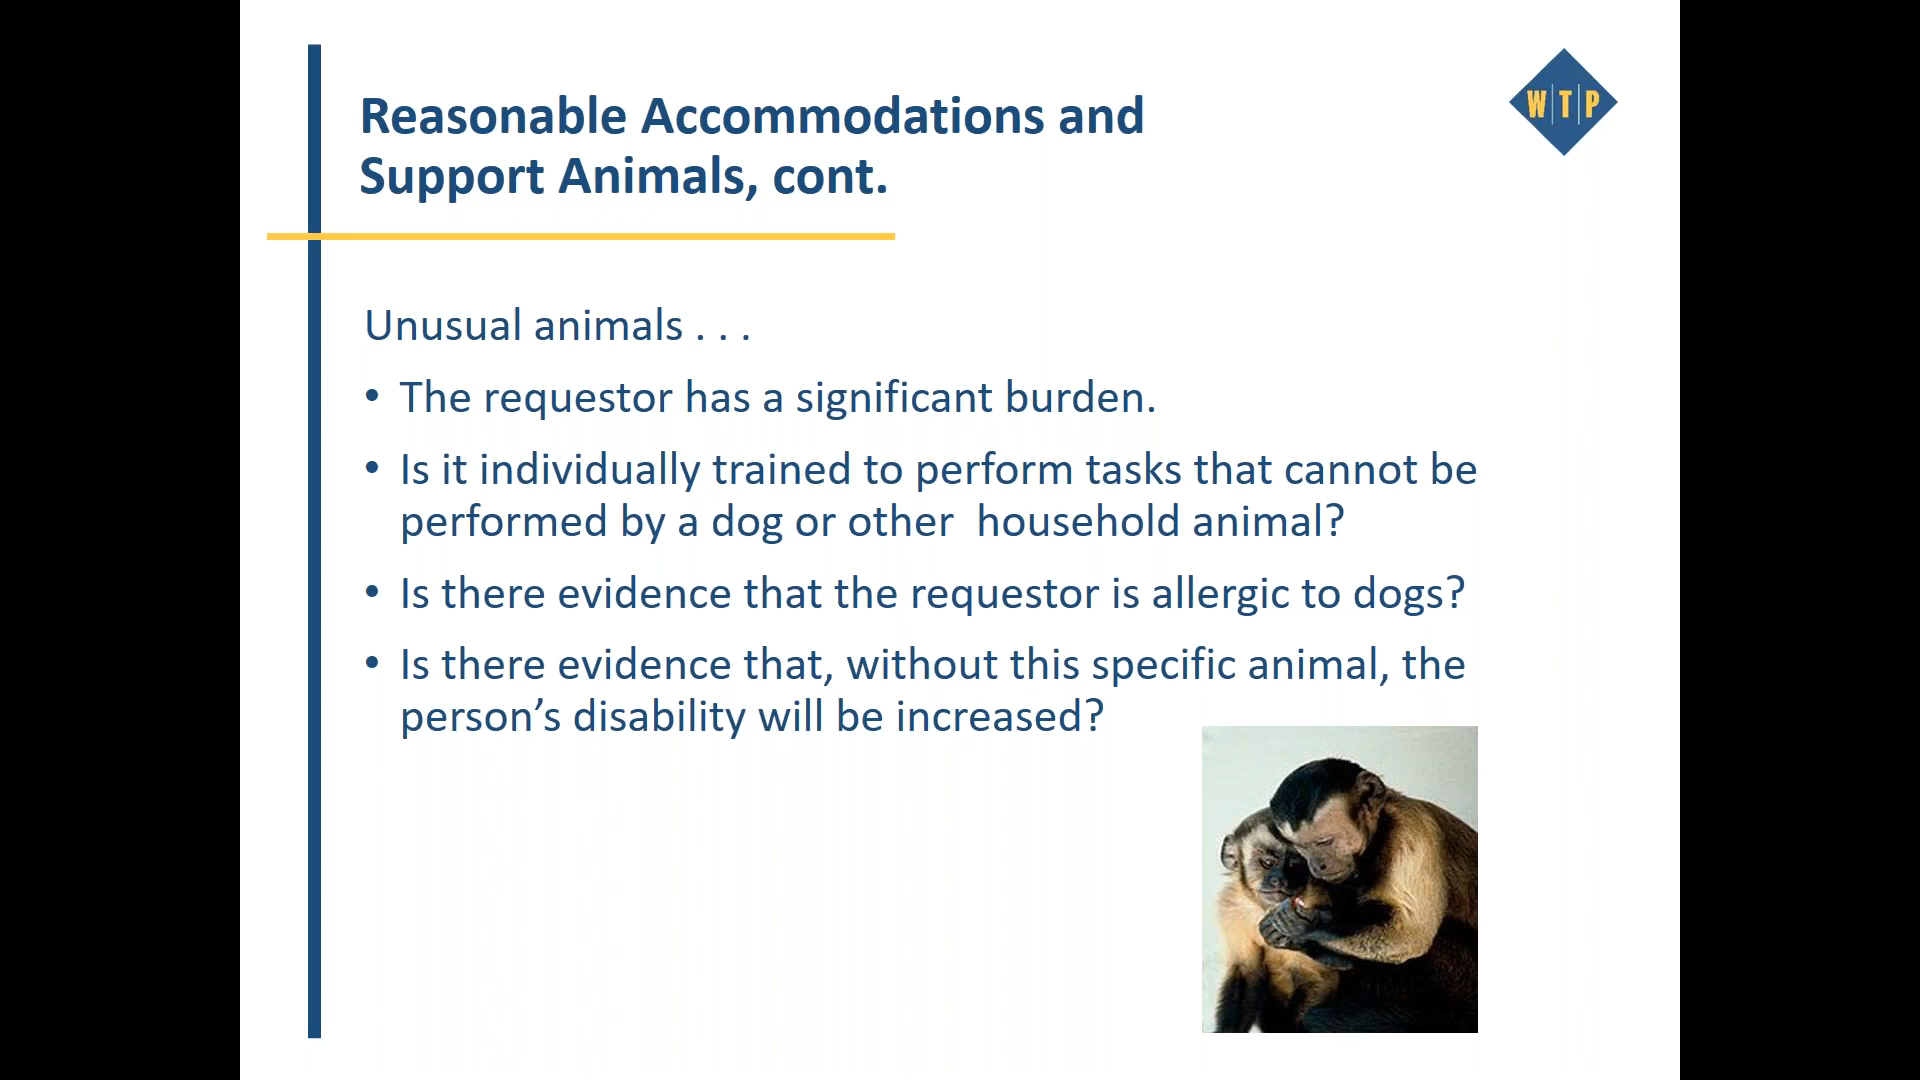 Reasonable Accommodations and
Support Animals, cont.
W|T|P
Unusual animals . . .
• The requestor has a significant burden.
• Is it individually trained to perform tasks that cannot be
performed by a dog or other  household animal?
• Is there evidence that the requestor is allergic to dogs?
• Is there evidence that, without this specific animal, the
person’s disability will be increased?